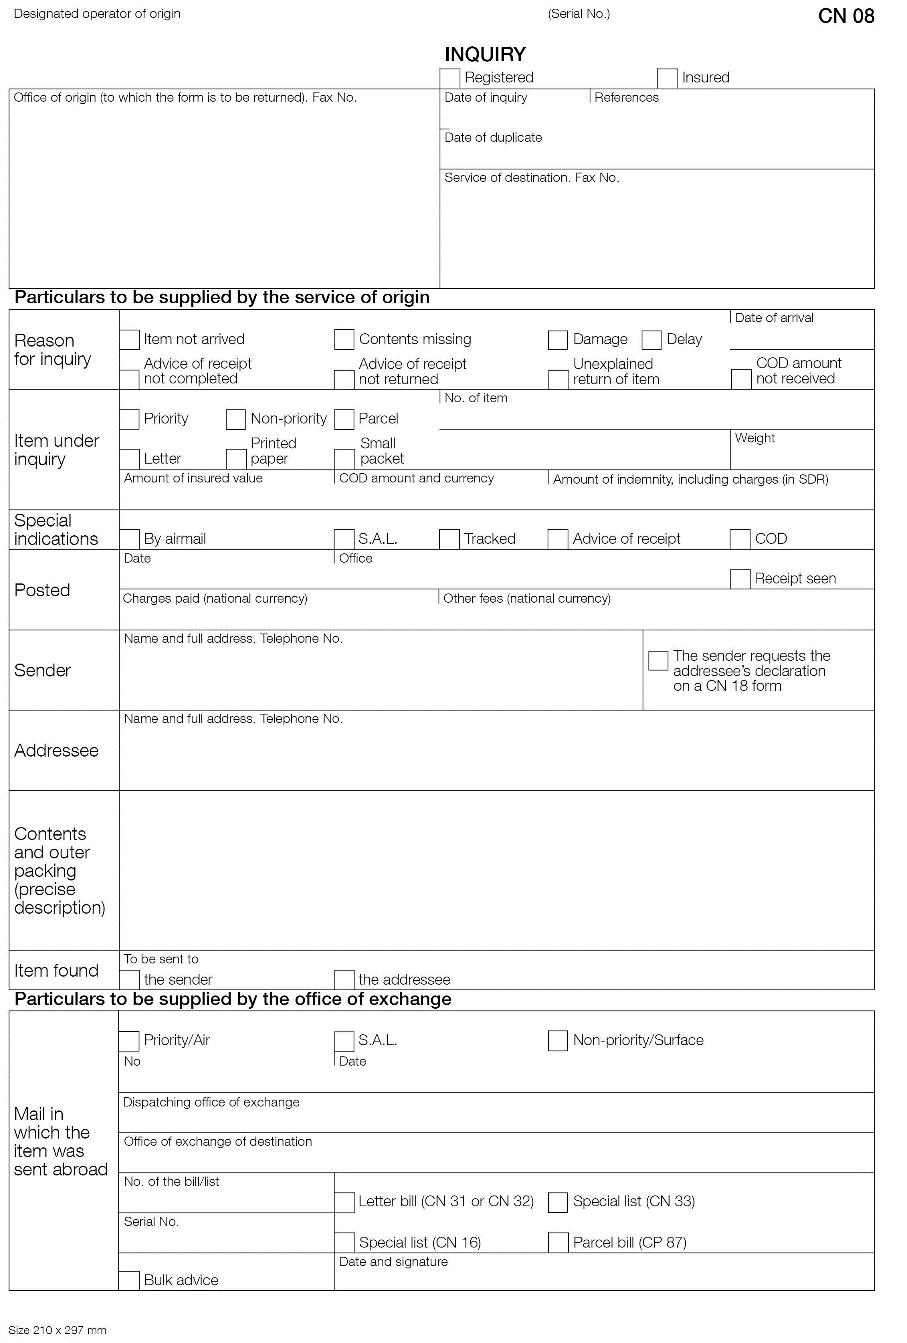 Designated operator of origin (Serial No.) CN 08
INQUIRY
Registered Insured
Office of origin (to which the form is to be returned). Fax No.
Date of inquiry References
Date of duplicate
Service of destination. Fax No.
Particulars to be supplied by the service of origin
Reason
for inquiry
Date of arrival
Item not arrived Contents missing Damage Delay
Advice of receipt
not completed
Advice of receipt
not returned
Unexplained
return of item
COD amount
not received
Item under
inquiry
No. of item
Priority Non-priority Parcel
Weight
Letter
Printed
paper
Small
packet
Amount of insured value COD amount and currency Amount of indemnity, including charges (in SDR)
Special
indications
By airmail S.A.L. Tracked Advice of receipt COD
Posted
Date Office
Receipt seen
Charges paid (national currency) Other fees (national currency)
Sender
Name and full address. Telephone No.
The sender requests the
addressee's declaration
on a CN 18 form
Addressee
Name and full address. Telephone No.
Contents
and outer
packing
(precise
description)
Item found
To be sent to
the sender the addressee
Particulars to be supplied by the office of exchange
Mail in
which the
item was
sent abroad
Priority/Air S.A.L. Non-priority/Surface
No Date
Dispatching office of exchange
Office of exchange of destination
No. of the bill/list
Letter bill (CN 31 or CN 32) Special list (CN 33)
Serial No.
Special list (CN 16) Parcel bill (CP 87)
Date and signature
Bulk advice
Size 210 x 297 mm